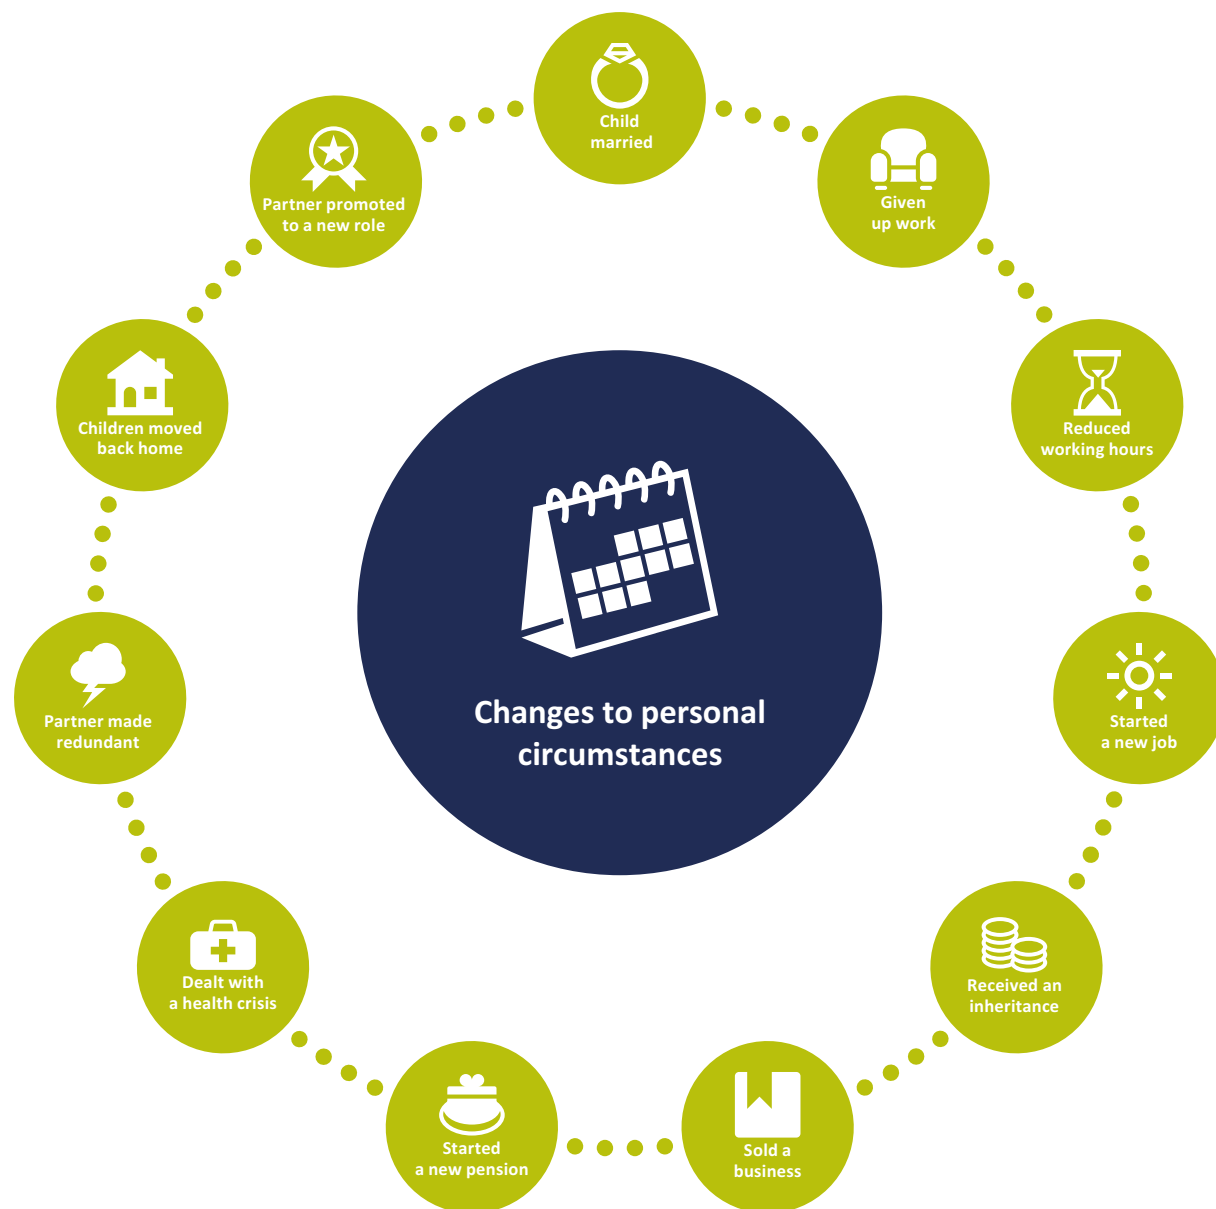 Child
married
Given
up work
Reduced
working hours
Started
a new job
Received an
inheritance
Sold a
business
Started
a new pension
Dealt with
a health crisis
Partner made
redundant
Children moved
back home
Partner promoted
to a new role
Changes to personal
circumstances